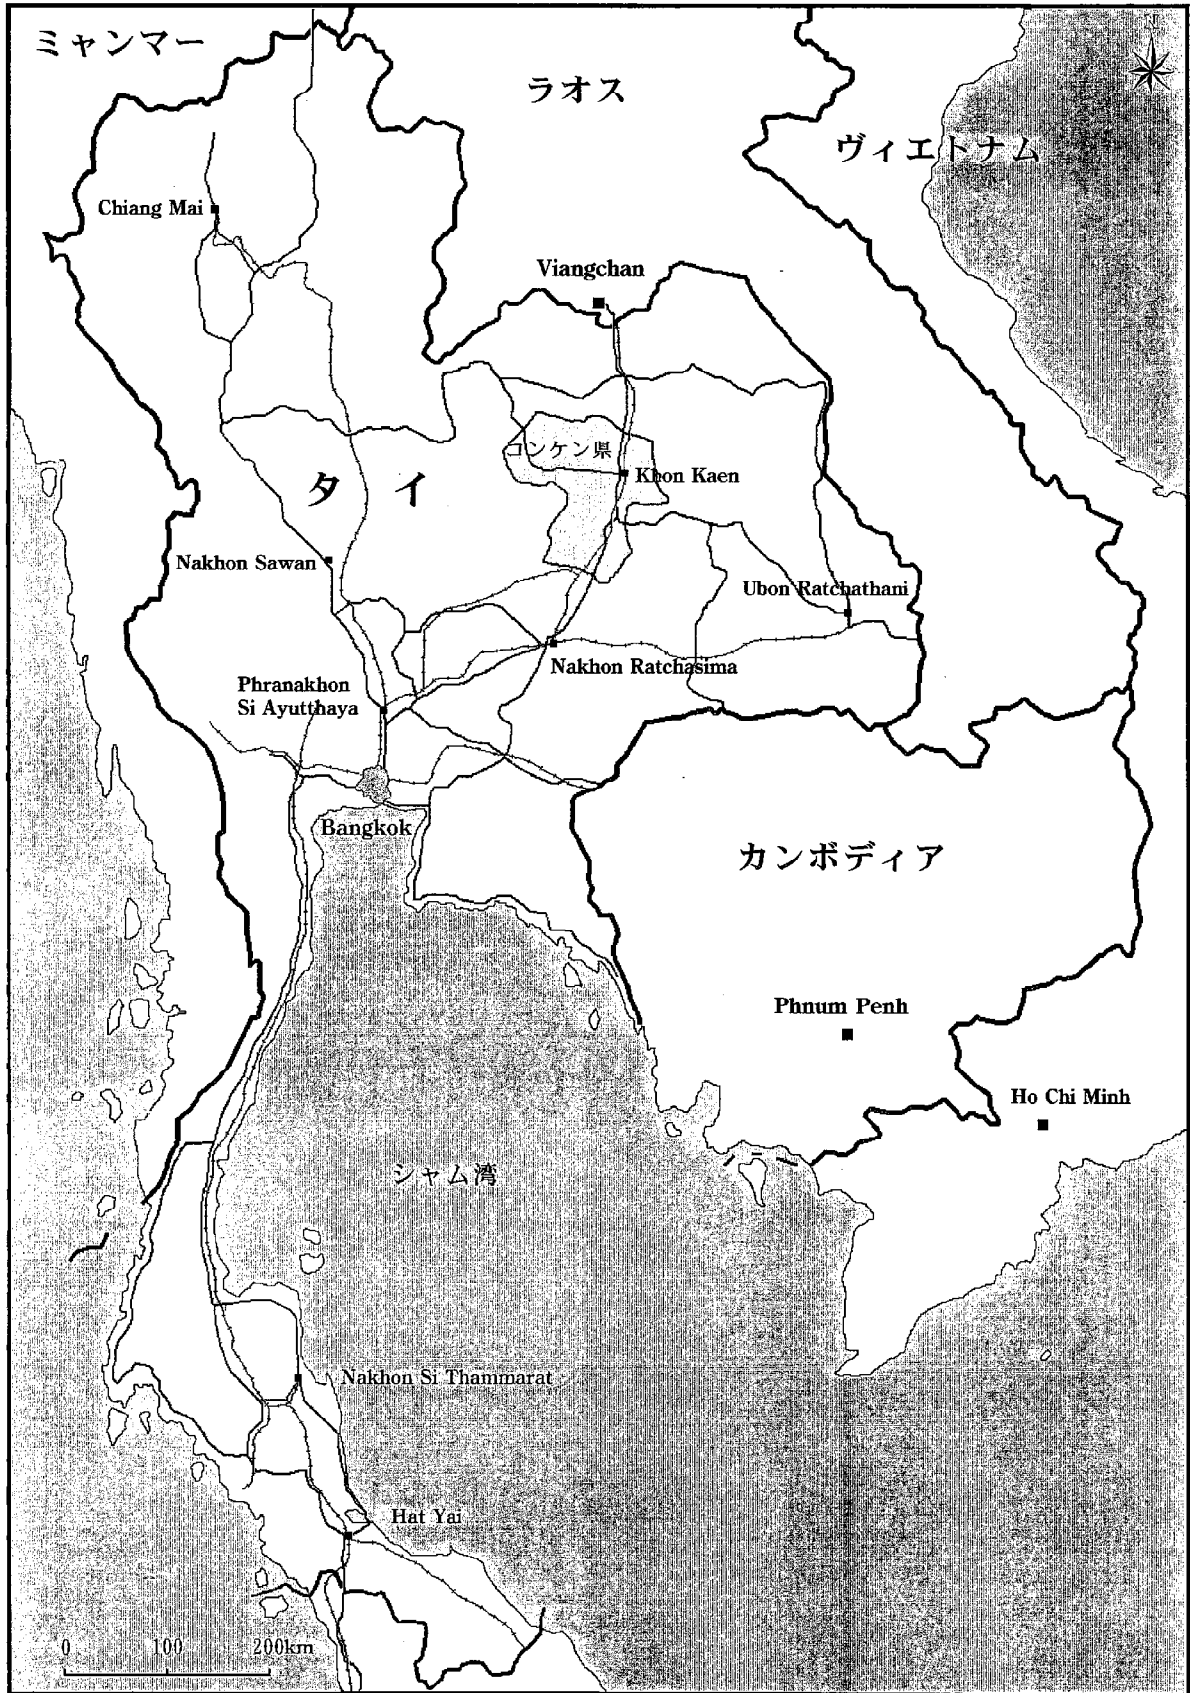 ミャンマー
N
ラオス
ヴィエトナム
Chiang Mai
Viangchan
コンケン県
Khon Kaen
タイ
Nakhon Sawan
Ubon Ratchathani
Nakhon Ratchasima
Phranakhon
Si Ayutthaya
Bangkok
カンボディア
Phnum Penh
Ho Chi Minh
シャム湾
Nakhon Si Thammarat
Hat Yai
0 100 200km